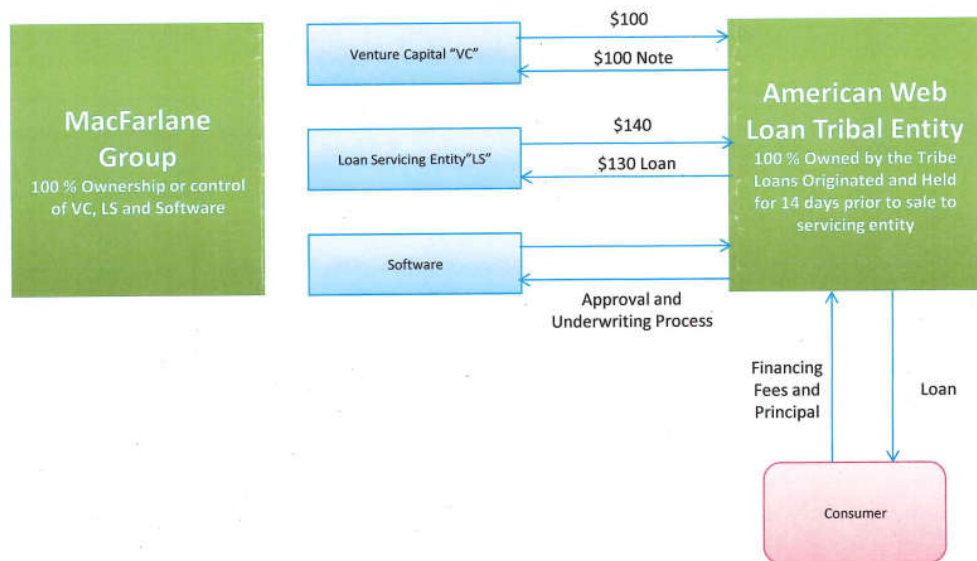 MacFarlane
Group
100 % Ownership or control
of VC, LS and Software
Venture Capital "VC"
$100
$100 Note
Loan Servicing Entity"LS"
$140
$130 Loan
Software
Approval and
Underwriting Process
American Web
Loan Tribal Entity
100 % Owned by the Tribe
Loans Originated and Held
for 14 days prior to sale to
servicing entity
Financing
Fees and
Principal
Loan
Consumer